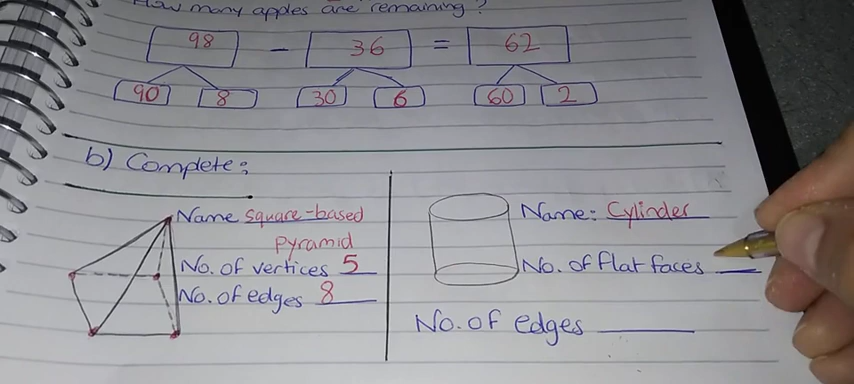 How many apples are remaining?
98 - 36 = 62
90 8 30 6 60 2
b) Complete:
Name square-based
pyramid
No. of vertices 5
No. of edges 8
Name: Cylinder
No. of flat faces
No. of edges